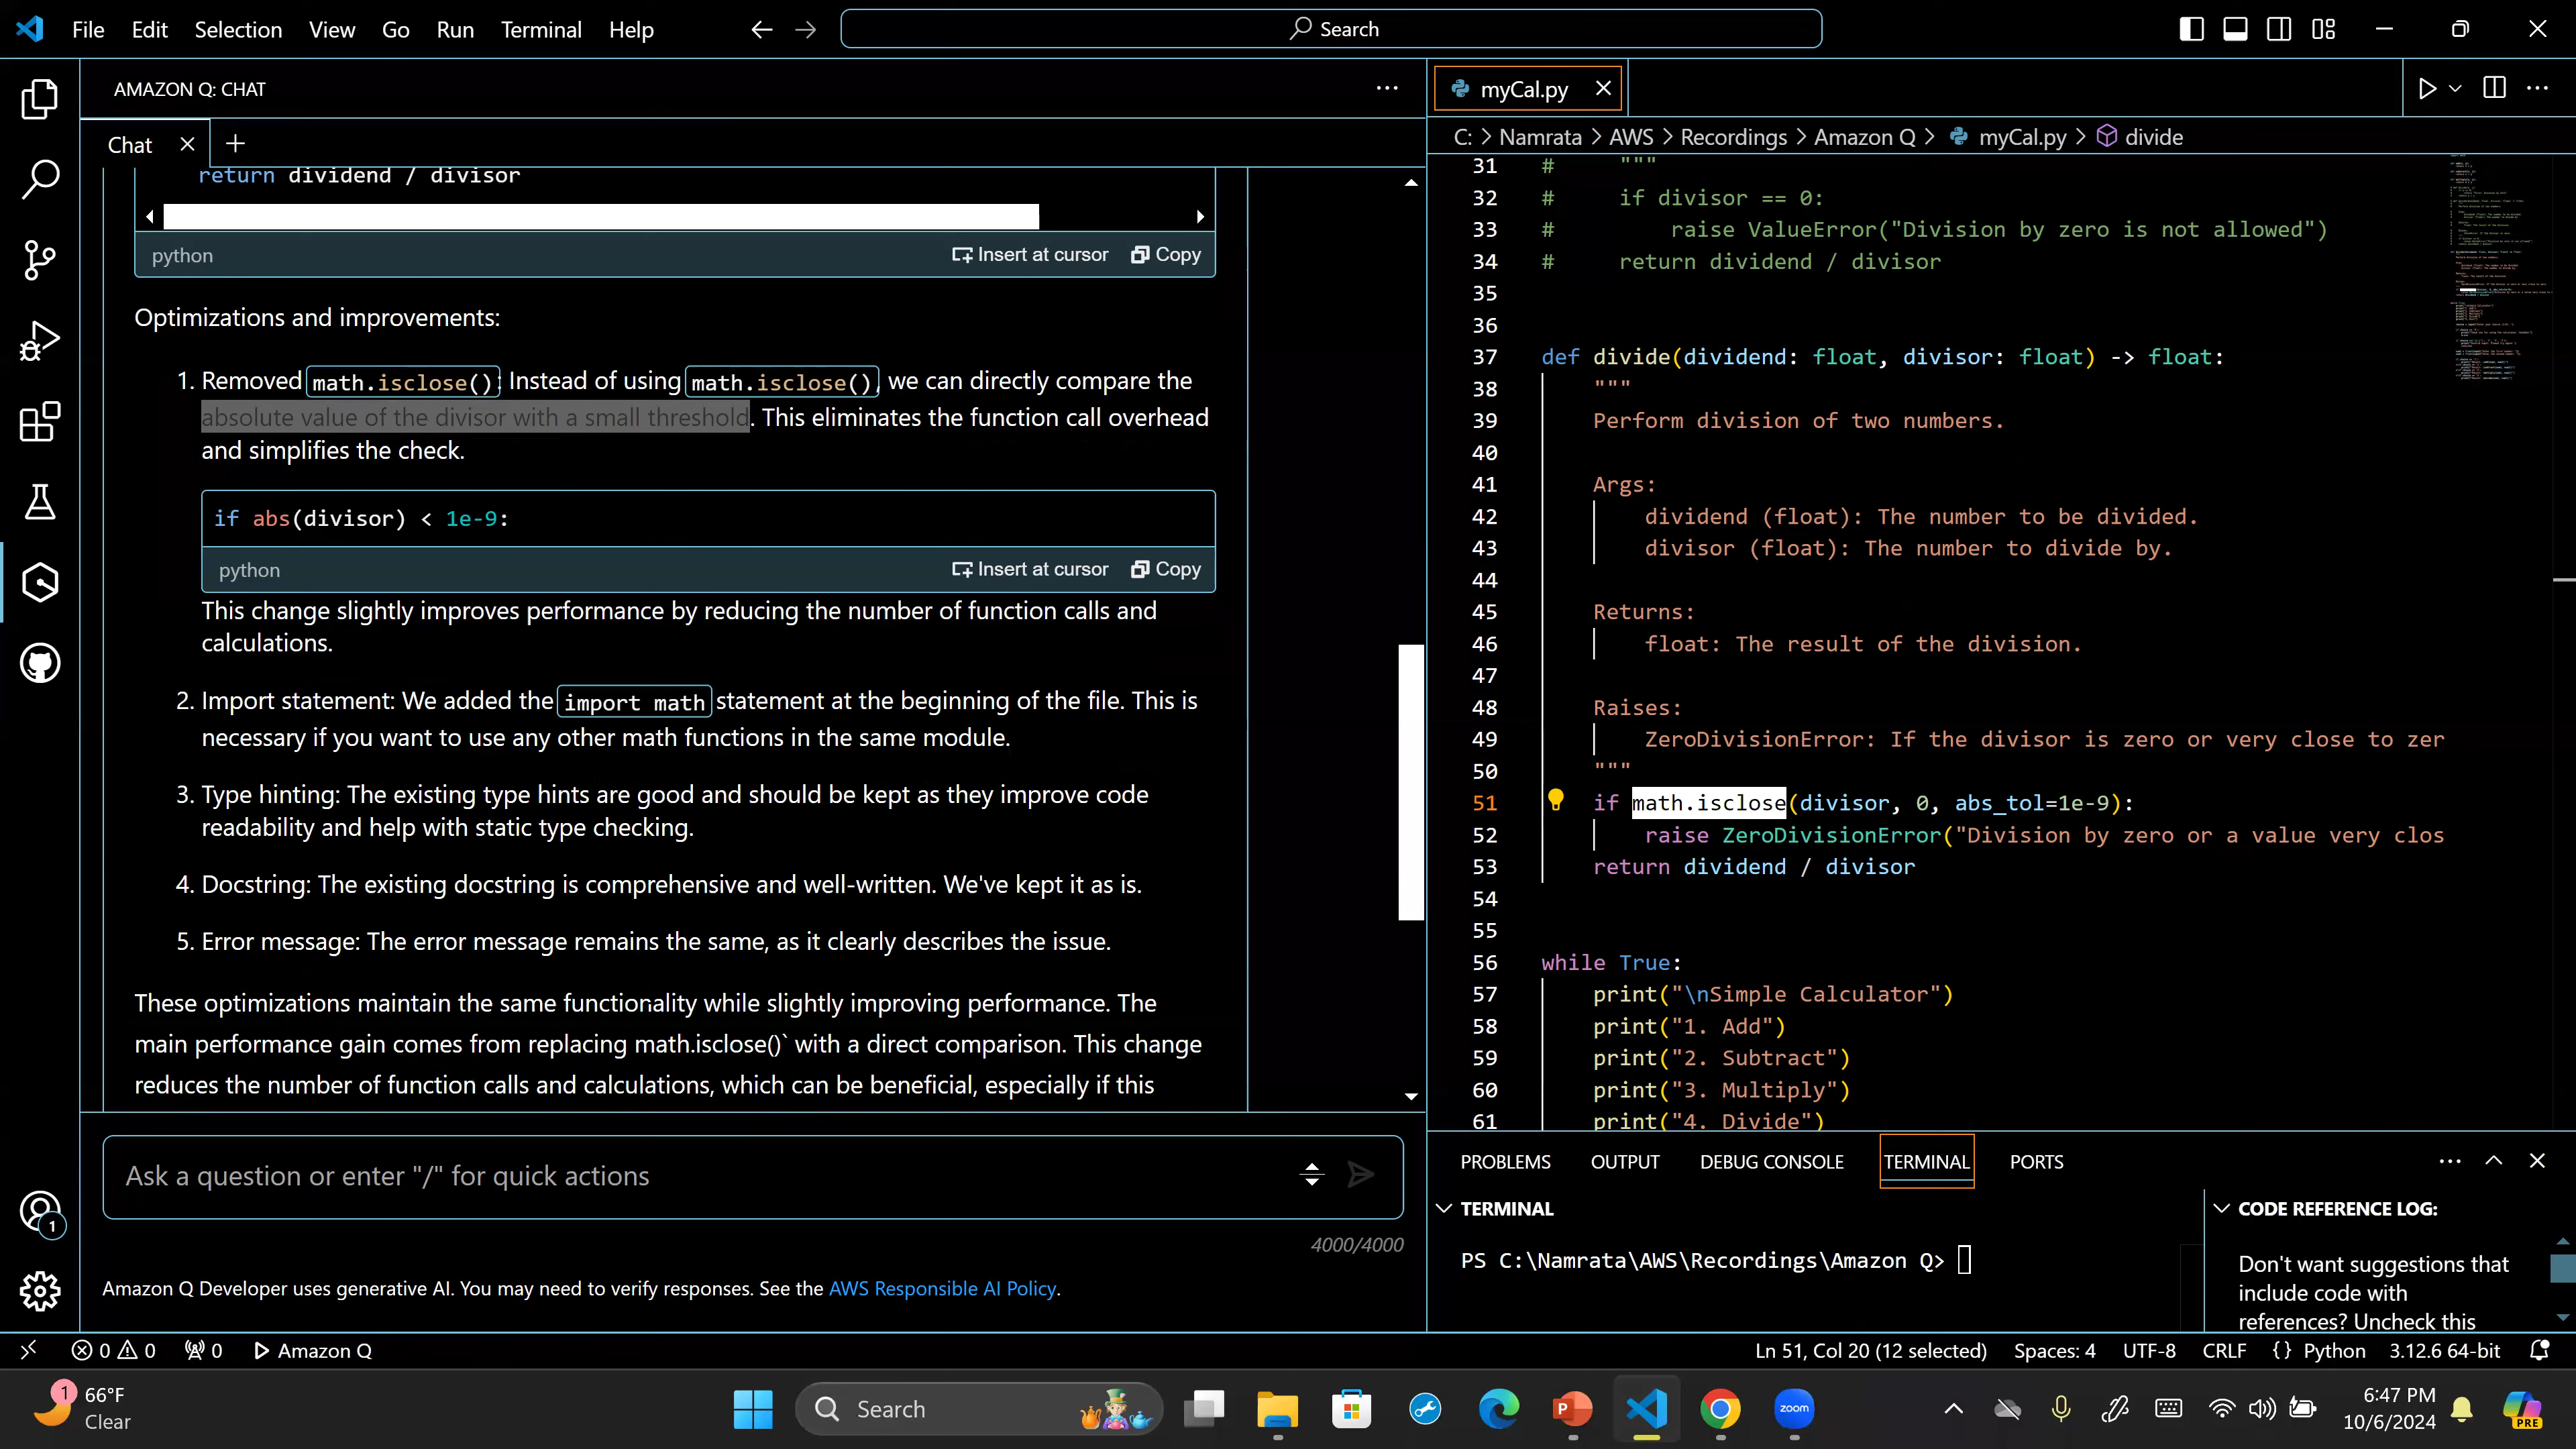 File Edit Selection View Go Run Terminal Help
Search
AMAZON Q: CHAT
Chat
return dividend / divisor
python Insert at cursor Copy
Optimizations and improvements:
1. Removed math.isclose(): Instead of using math.isclose(), we can directly compare the
absolute value of the divisor with a small threshold. This eliminates the function call overhead
and simplifies the check.
if abs(divisor) < 1e-9:
python Insert at cursor Copy
This change slightly improves performance by reducing the number of function calls and
calculations.
2. Import statement: We added the import math statement at the beginning of the file. This is
necessary if you want to use any other math functions in the same module.
3. Type hinting: The existing type hints are good and should be kept as they improve code
readability and help with static type checking.
4. Docstring: The existing docstring is comprehensive and well-written. We've kept it as is.
5. Error message: The error message remains the same, as it clearly describes the issue.
These optimizations maintain the same functionality while slightly improving performance. The
main performance gain comes from replacing math.isclose()` with a direct comparison. This change
reduces the number of function calls and calculations, which can be beneficial, especially if this
Ask a question or enter "/" for quick actions
4000/4000
Amazon Q Developer uses generative AI. You may need to verify responses. See the AWS Responsible AI Policy.
myCal.py
C: > Namrata > AWS > Recordings > Amazon Q > myCal.py > divide
31 # """
32 # if divisor == 0:
33 # raise ValueError("Division by zero is not allowed")
34 # return dividend / divisor
35
36
37 def divide(dividend: float, divisor: float) -> float:
38 """
39 Perform division of two numbers.
40
41 Args:
42 dividend (float): The number to be divided.
43 divisor (float): The number to divide by.
44
45 Returns:
46 float: The result of the division.
47
48 Raises:
49 ZeroDivisionError: If the divisor is zero or very close to zer
50 """
51 if math.isclose(divisor, 0, abs_tol=1e-9):
52 raise ZeroDivisionError("Division by zero or a value very clos
53 return dividend / divisor
54
55
56 while True:
57 print("\nSimple Calculator")
58 print("1. Add")
59 print("2. Subtract")
60 print("3. Multiply")
61 print("4. Divide")
PROBLEMS OUTPUT DEBUG CONSOLE TERMINAL PORTS
TERMINAL
PS C:\Namrata\AWS\Recordings\Amazon Q>
CODE REFERENCE LOG:
Don't want suggestions that
include code with
references? Uncheck this
1
0 0 0 Amazon Q
Ln 51, Col 20 (12 selected) Spaces: 4 UTF-8 CRLF {} Python 3.12.6 64-bit
1 66°F
Clear
Search
P
zoom
6:47 PM
10/6/2024
PRE